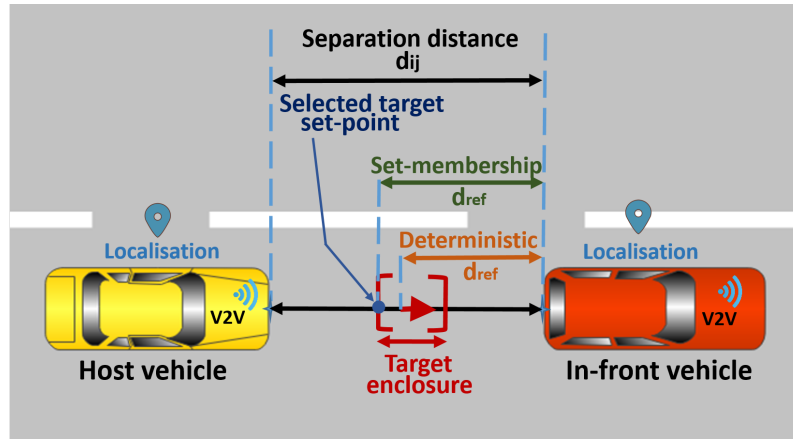 Separation distance
dij
Selected target
set-point
Set-membership
dref
Deterministic
dref
Localisation
Localisation
V2V
V2V
Host vehicle
Target
enclosure
In-front vehicle